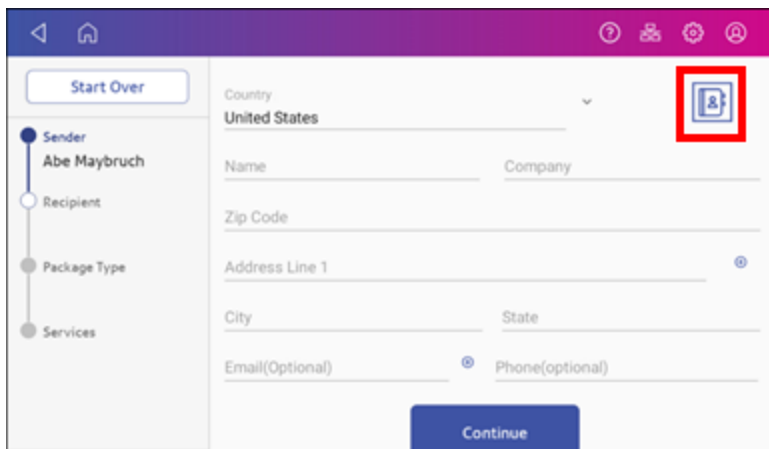 Start Over
Sender
Abe Maybruch
Recipient
Package Type
Services
Country
United States
Name Company
Zip Code
Address Line 1
City State
Email(Optional) Phone(optional)
Continue